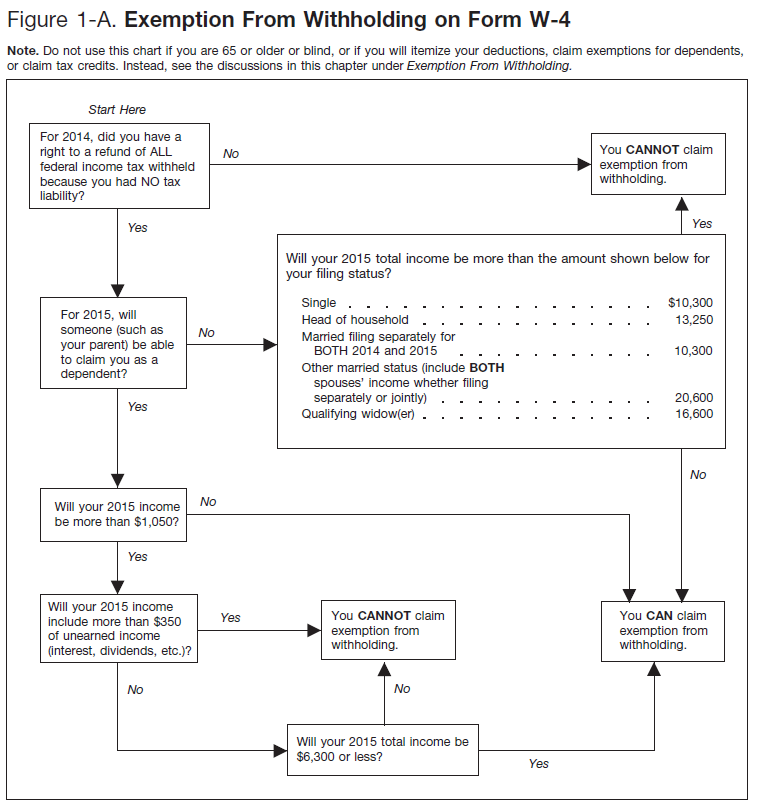 Figure 1-A. Exemption From Withholding on Form W-4
Note. Do not use this chart if you are 65 or older or blind, or if you will itemize your deductions, claim exemptions for dependents,
or claim tax credits. Instead, see the discussions in this chapter under Exemption From Withholding.
Start Here
For 2014, did you have a
right to a refund of ALL
federal income tax withheld
because you had NO tax
liability?
No
You CANNOT claim
exemption from
withholding.
Yes
Yes
Will your 2015 total income be more than the amount shown below for
your filing status?
Single . . . . . . . . . . . . . . . . . $10,300
Head of household . . . . . . . . . . . . . 13,250
Married filing separately for
BOTH 2014 and 2015 . . . . . . . . . . . 10,300
Other married status (include BOTH
spouses' income whether filing
separately or jointly) . . . . . . . . . . . . 20,600
Qualifying widow(er) . . . . . . . . . . . . . 16,600
For 2015, will
someone (such as
your parent) be able
to claim you as a
dependent?
No
Yes
No
Will your 2015 income
be more than $1,050?
No
Yes
Will your 2015 income
include more than $350
of unearned income
(interest, dividends, etc.)?
Yes
You CANNOT claim
exemption from
withholding.
You CAN claim
exemption from
withholding.
No
No
Will your 2015 total income be
$6,300 or less?
Yes